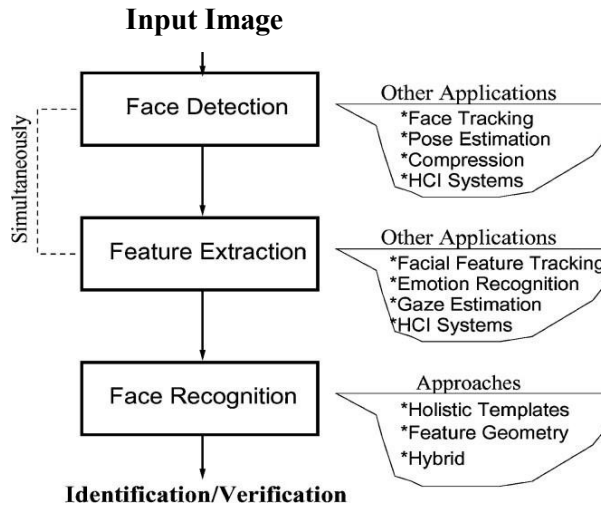 Input Image
Face Detection
Other Applications
*Face Tracking
*Pose Estimation
*Compression
*HCI Systems
Simultaneously
Feature Extraction
Other Applications
*Facial Feature Tracking
*Emotion Recognition
*Gaze Estimation
*HCI Systems
Face Recognition
Approaches
*Holistic Templates
*Feature Geometry
*Hybrid
Identification/Verification